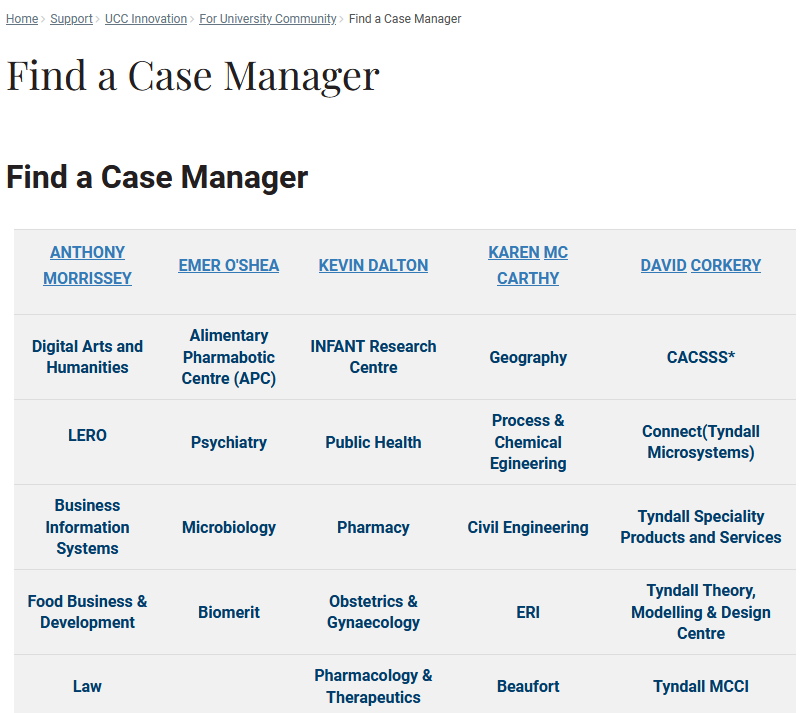 Home > Support > UCC Innovation > For University Community > Find a Case Manager
Find a Case Manager
Find a Case Manager
ANTHONY
MORRISSEY
EMER O'SHEA
KEVIN DALTON
KAREN MC
CARTHY
DAVID CORKERY
Digital Arts and
Humanities
Alimentary
Pharmabotic
Centre (APC)
INFANT Research
Centre
Geography
CACSSS*
LERO
Psychiatry
Public Health
Process &
Chemical
Egineering
Connect(Tyndall
Microsystems)
Business
Information
Systems
Microbiology
Pharmacy
Civil Engineering
Tyndall Speciality
Products and Services
Food Business &
Development
Biomerit
Obstetrics &
Gynaecology
ERI
Tyndall Theory,
Modelling & Design
Centre
Law
Pharmacology &
Therapeutics
Beaufort
Tyndall MCCI